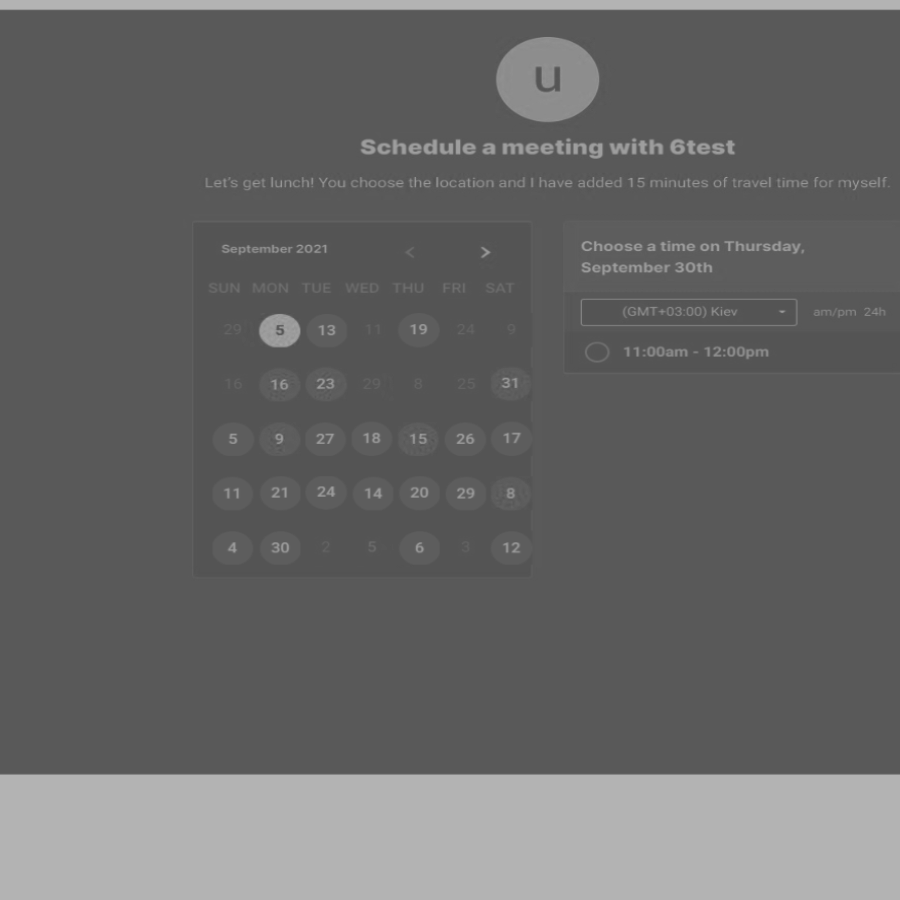 u
Schedule a meeting with 6test
Let's get lunch! You choose the location and I have added 15 minutes of travel time for myself.
September 2021 < >
SUN MON TUE WED THU FRI SAT
29 5 13 11 19 24 9
16 16 23 29 8 25 31
5 9 27 18 15 26 17
11 21 24 14 20 29 8
4 30 2 5 6 3 12
Choose a time on Thursday,
September 30th
(GMT+03:00) Kiev am/pm 24h
11:00am - 12:00pm